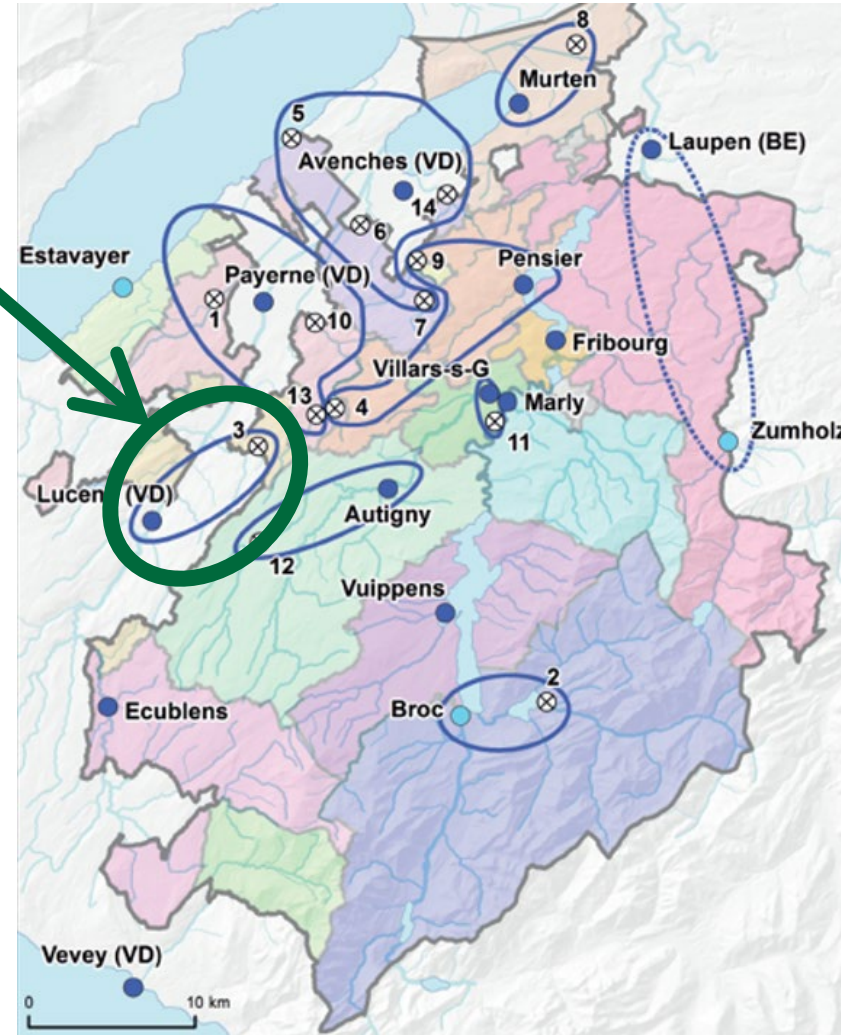 8
Murten
5
Laupen (BE)
Avenches (VD)
14
6
Estavayer
9
Pensier
Payerne (VD)
1
7
10
Fribourg
Villars-s-G
13
4
Marly
3
11
Zumholz
Lucens (VD)
Autigny
12
Vuippens
2
Broc
Ecublens
Vevey (VD)
0
10 km